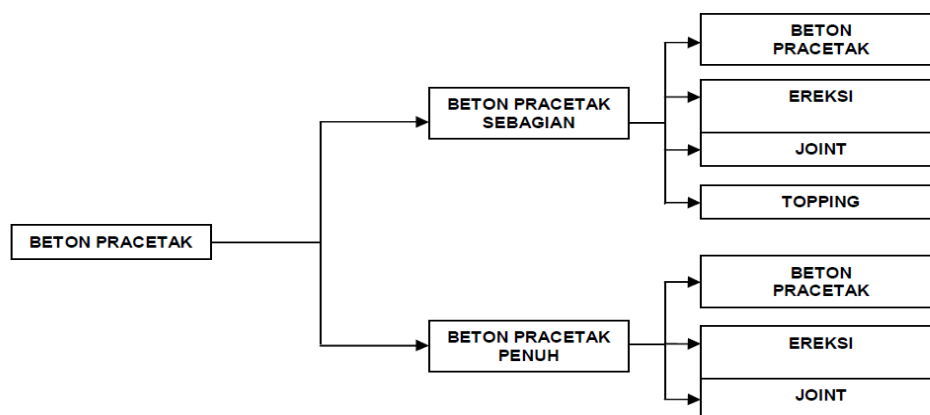 BETON PRACETAK
BETON PRACETAK
SEBAGIAN
BETON
PRACETAK
EREKSI
JOINT
TOPPING
BETON PRACETAK
PENUH
BETON
PRACETAK
EREKSI
JOINT